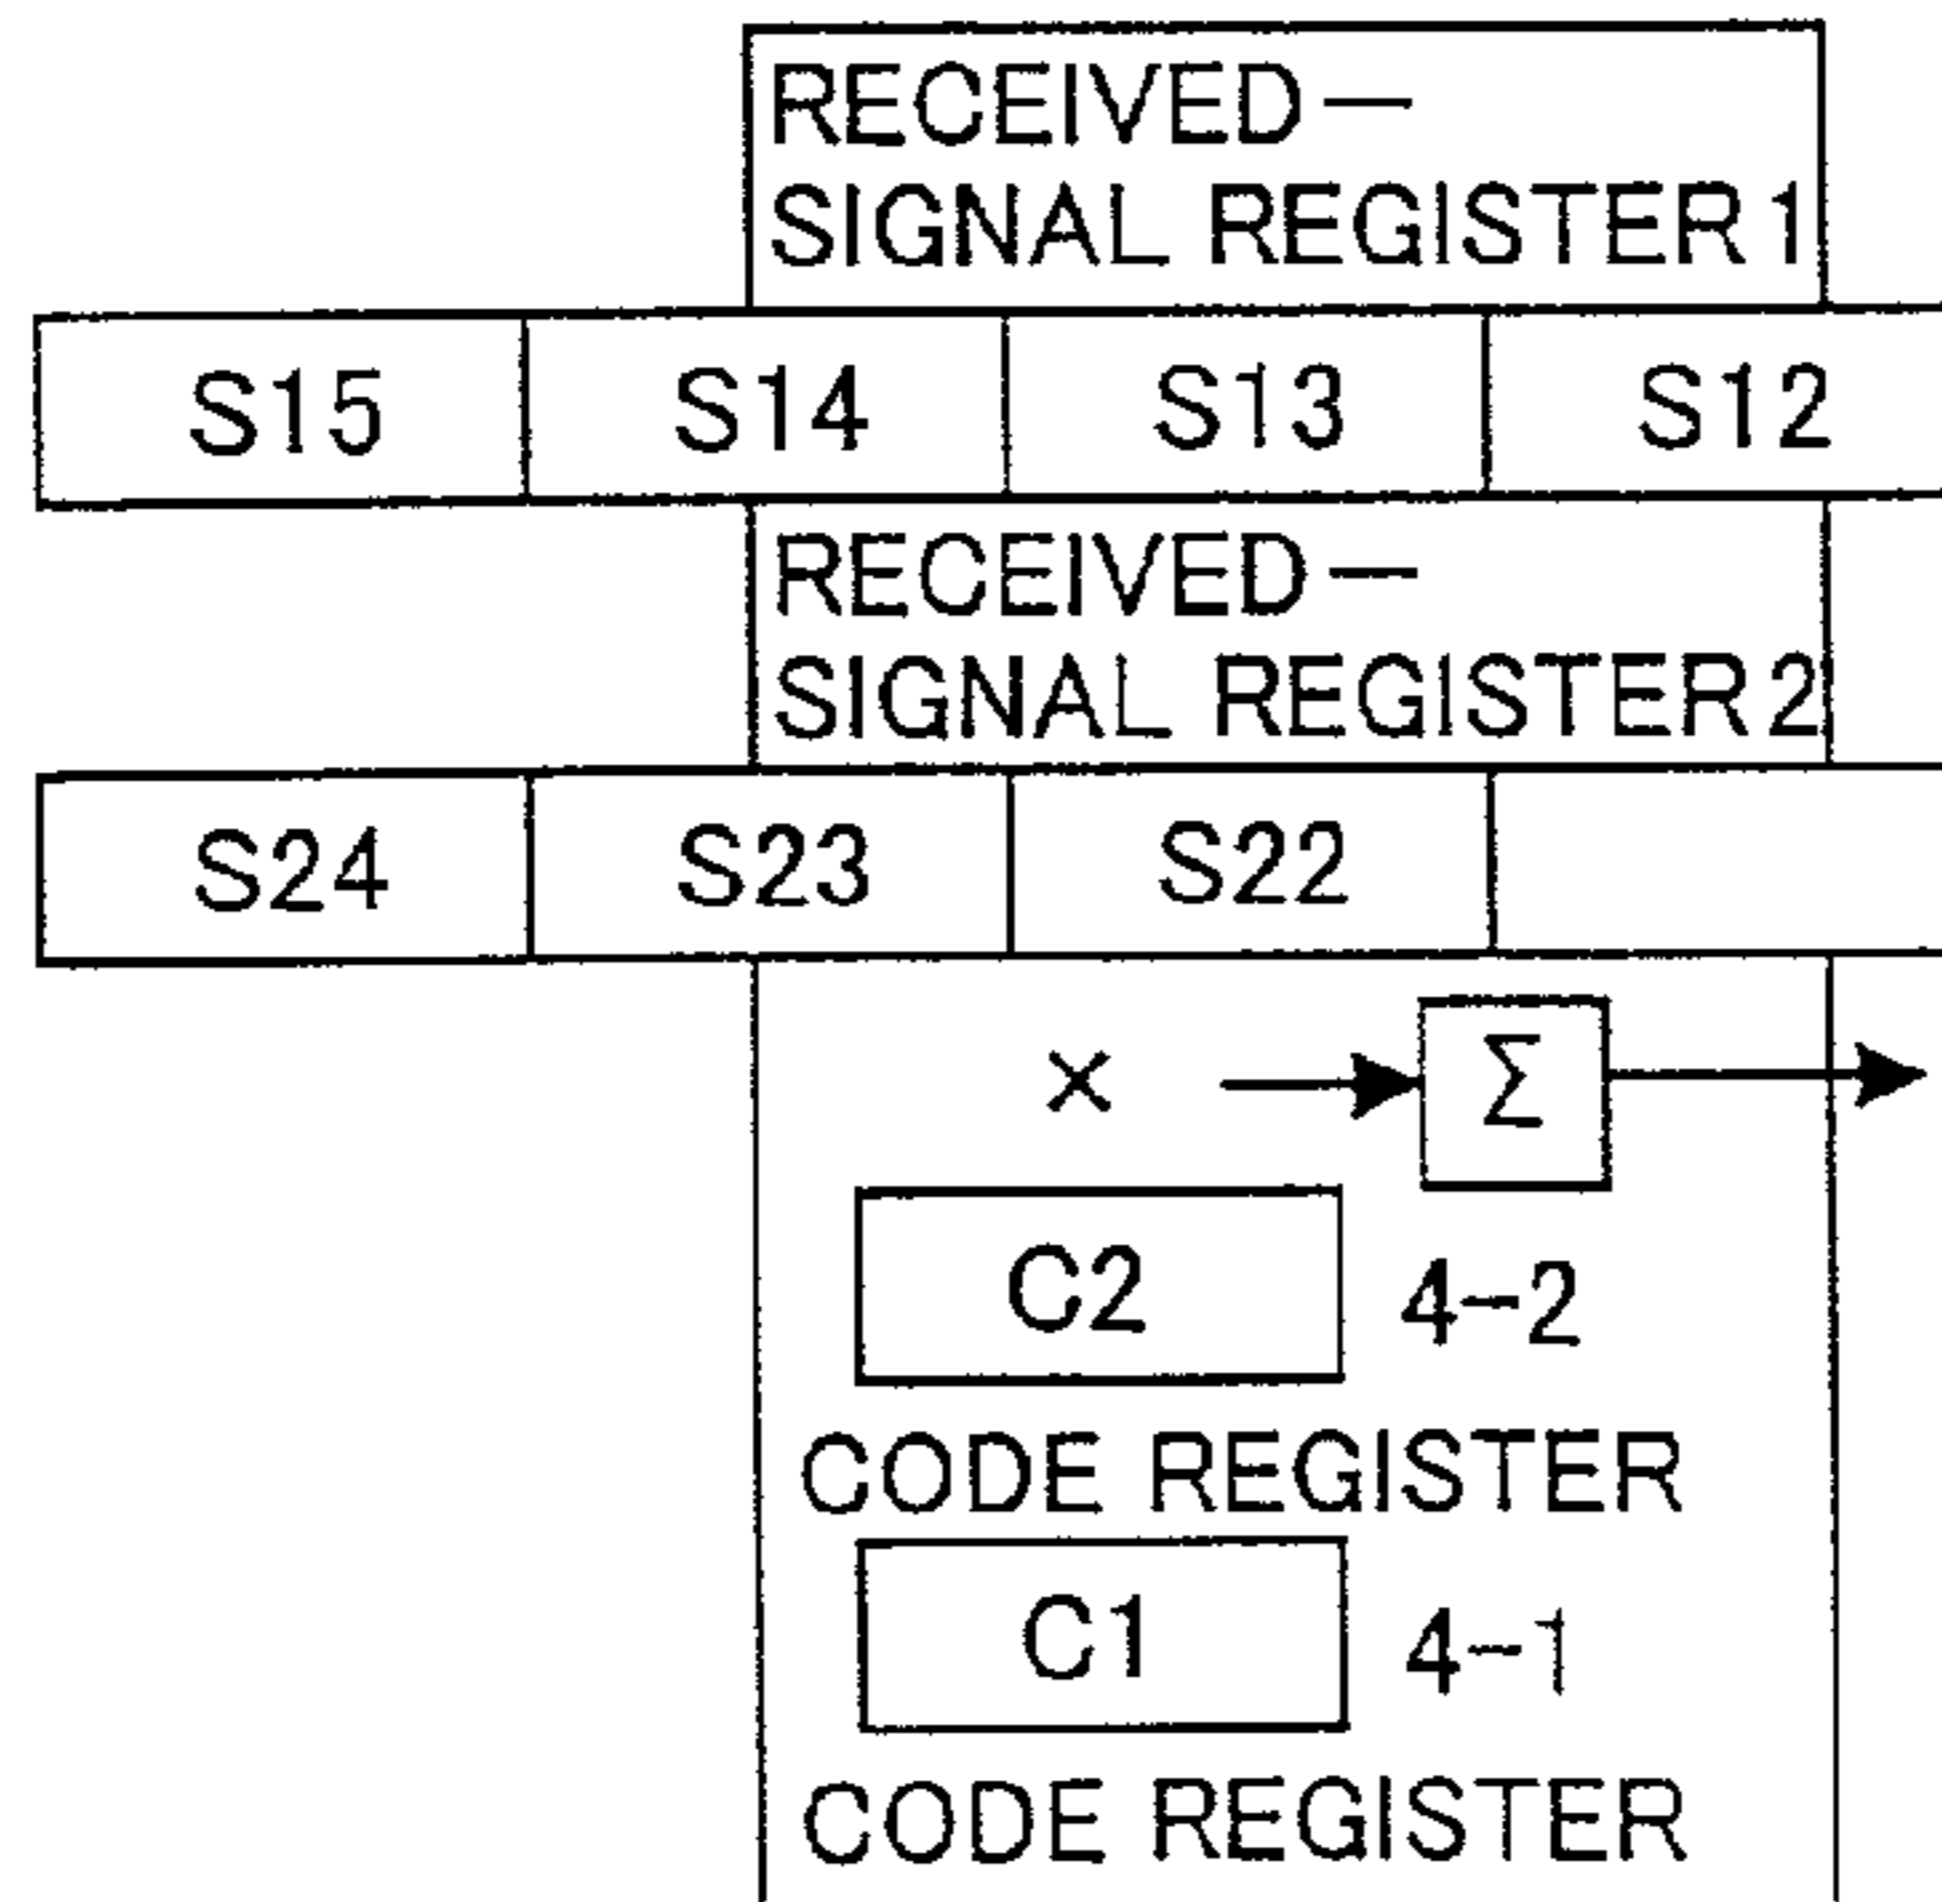 RECEIVED—
SIGNAL REGISTER 1
S15 S14 S13 S12
RECEIVED—
SIGNAL REGISTER 2
S24 S23 S22
× Σ
C2 4-2
CODE REGISTER
C1 4-1
CODE REGISTER